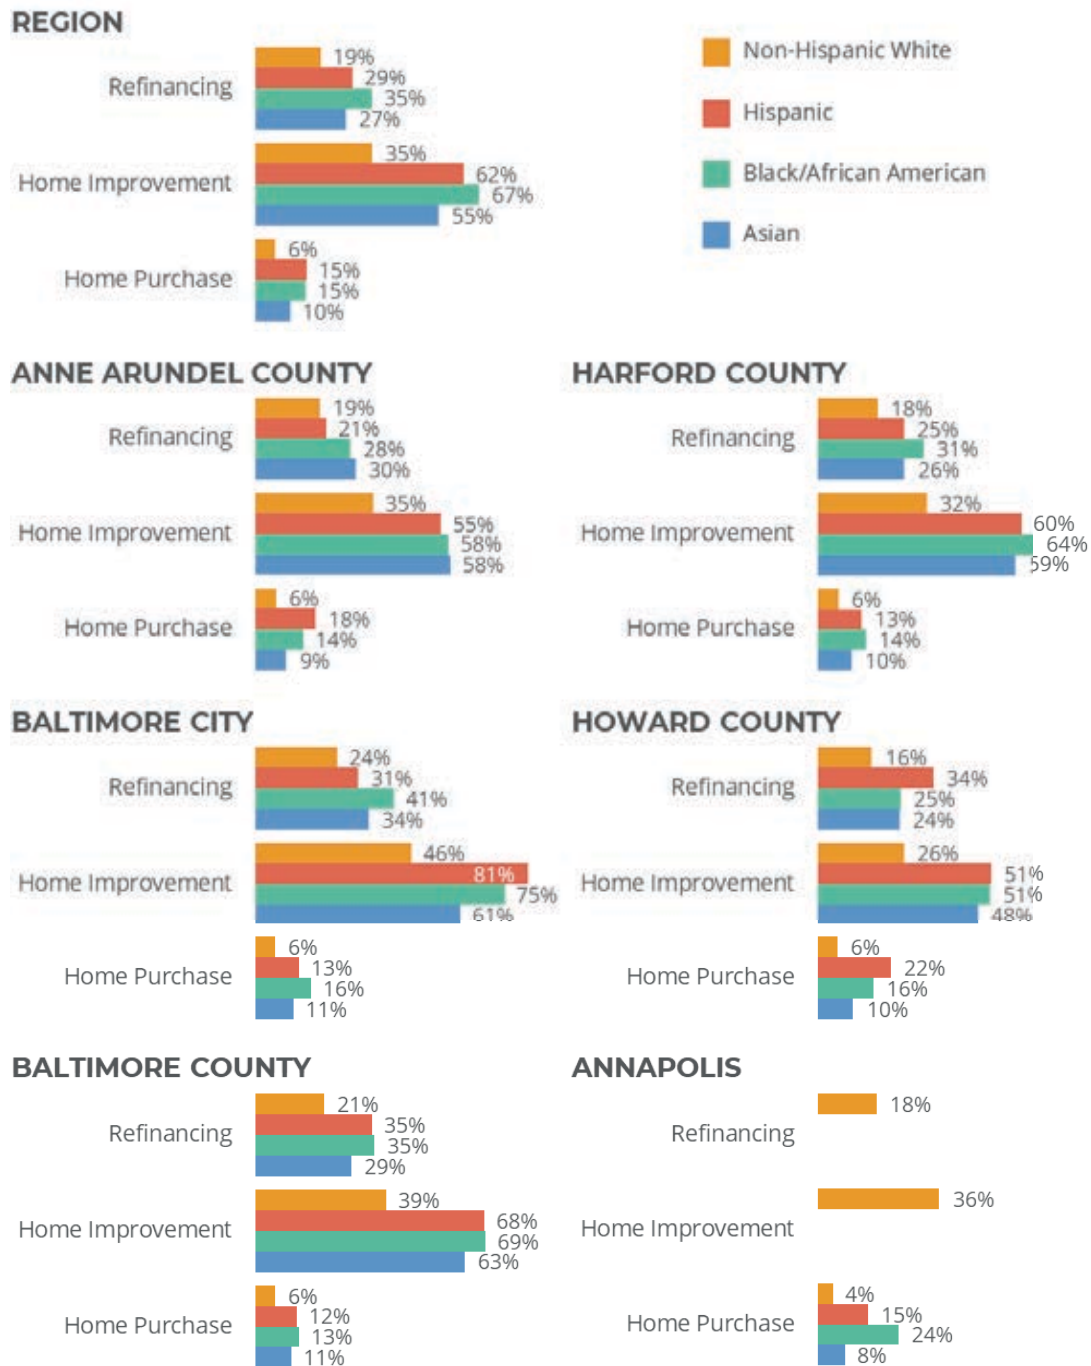 REGION
Refinancing
19%
29%
35%
27%
Home Improvement
35%
62%
67%
55%
Home Purchase
6%
15%
15%
10%
Non-Hispanic White
Hispanic
Black/African American
Asian
ANNE ARUNDEL COUNTY
Refinancing
19%
21%
28%
30%
Home Improvement
35%
55%
58%
58%
Home Purchase
6%
18%
14%
9%
HARFORD COUNTY
Refinancing
18%
25%
31%
26%
Home Improvement
32%
60%
64%
59%
Home Purchase
6%
13%
14%
10%
BALTIMORE CITY
Refinancing
24%
31%
41%
34%
Home Improvement
46%
81%
75%
61%
Home Purchase
6%
13%
16%
11%
HOWARD COUNTY
Refinancing
16%
34%
25%
24%
Home Improvement
26%
51%
51%
48%
Home Purchase
6%
22%
16%
10%
BALTIMORE COUNTY
Refinancing
21%
35%
35%
29%
Home Improvement
39%
68%
69%
63%
Home Purchase
6%
12%
13%
11%
ANNAPOLIS
Refinancing
18%
Home Improvement
36%
Home Purchase
4%
15%
24%
8%